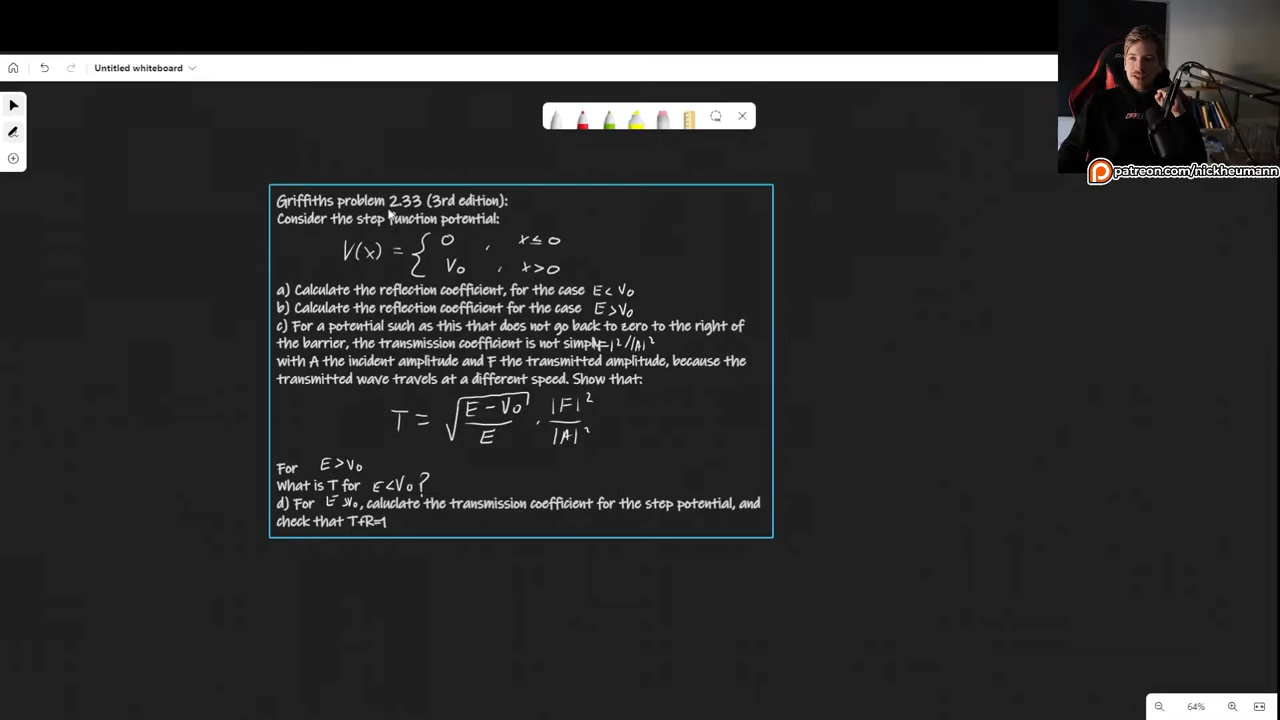 Untitled whiteboard
patreon.com/nickheumann
Griffiths problem 2.33 (3rd edition):
Consider the step function potential:
V(x) = { 0 , x ≤ 0
V₀ , x > 0
a) Calculate the reflection coefficient, for the case E < V₀
b) Calculate the reflection coefficient for the case E > V₀
c) For a potential such as this that does not go back to zero to the right of
the barrier, the transmission coefficient is not simply |F|²/|A|²
with A the incident amplitude and F the transmitted amplitude, because the
transmitted wave travels at a different speed. Show that:
T = √((E - V₀)/E) · |F|²/|A|²
For E > V₀
What is T for E < V₀?
d) For E > V₀, caluclate the transmission coefficient for the step potential, and
check that T+R=1
64%